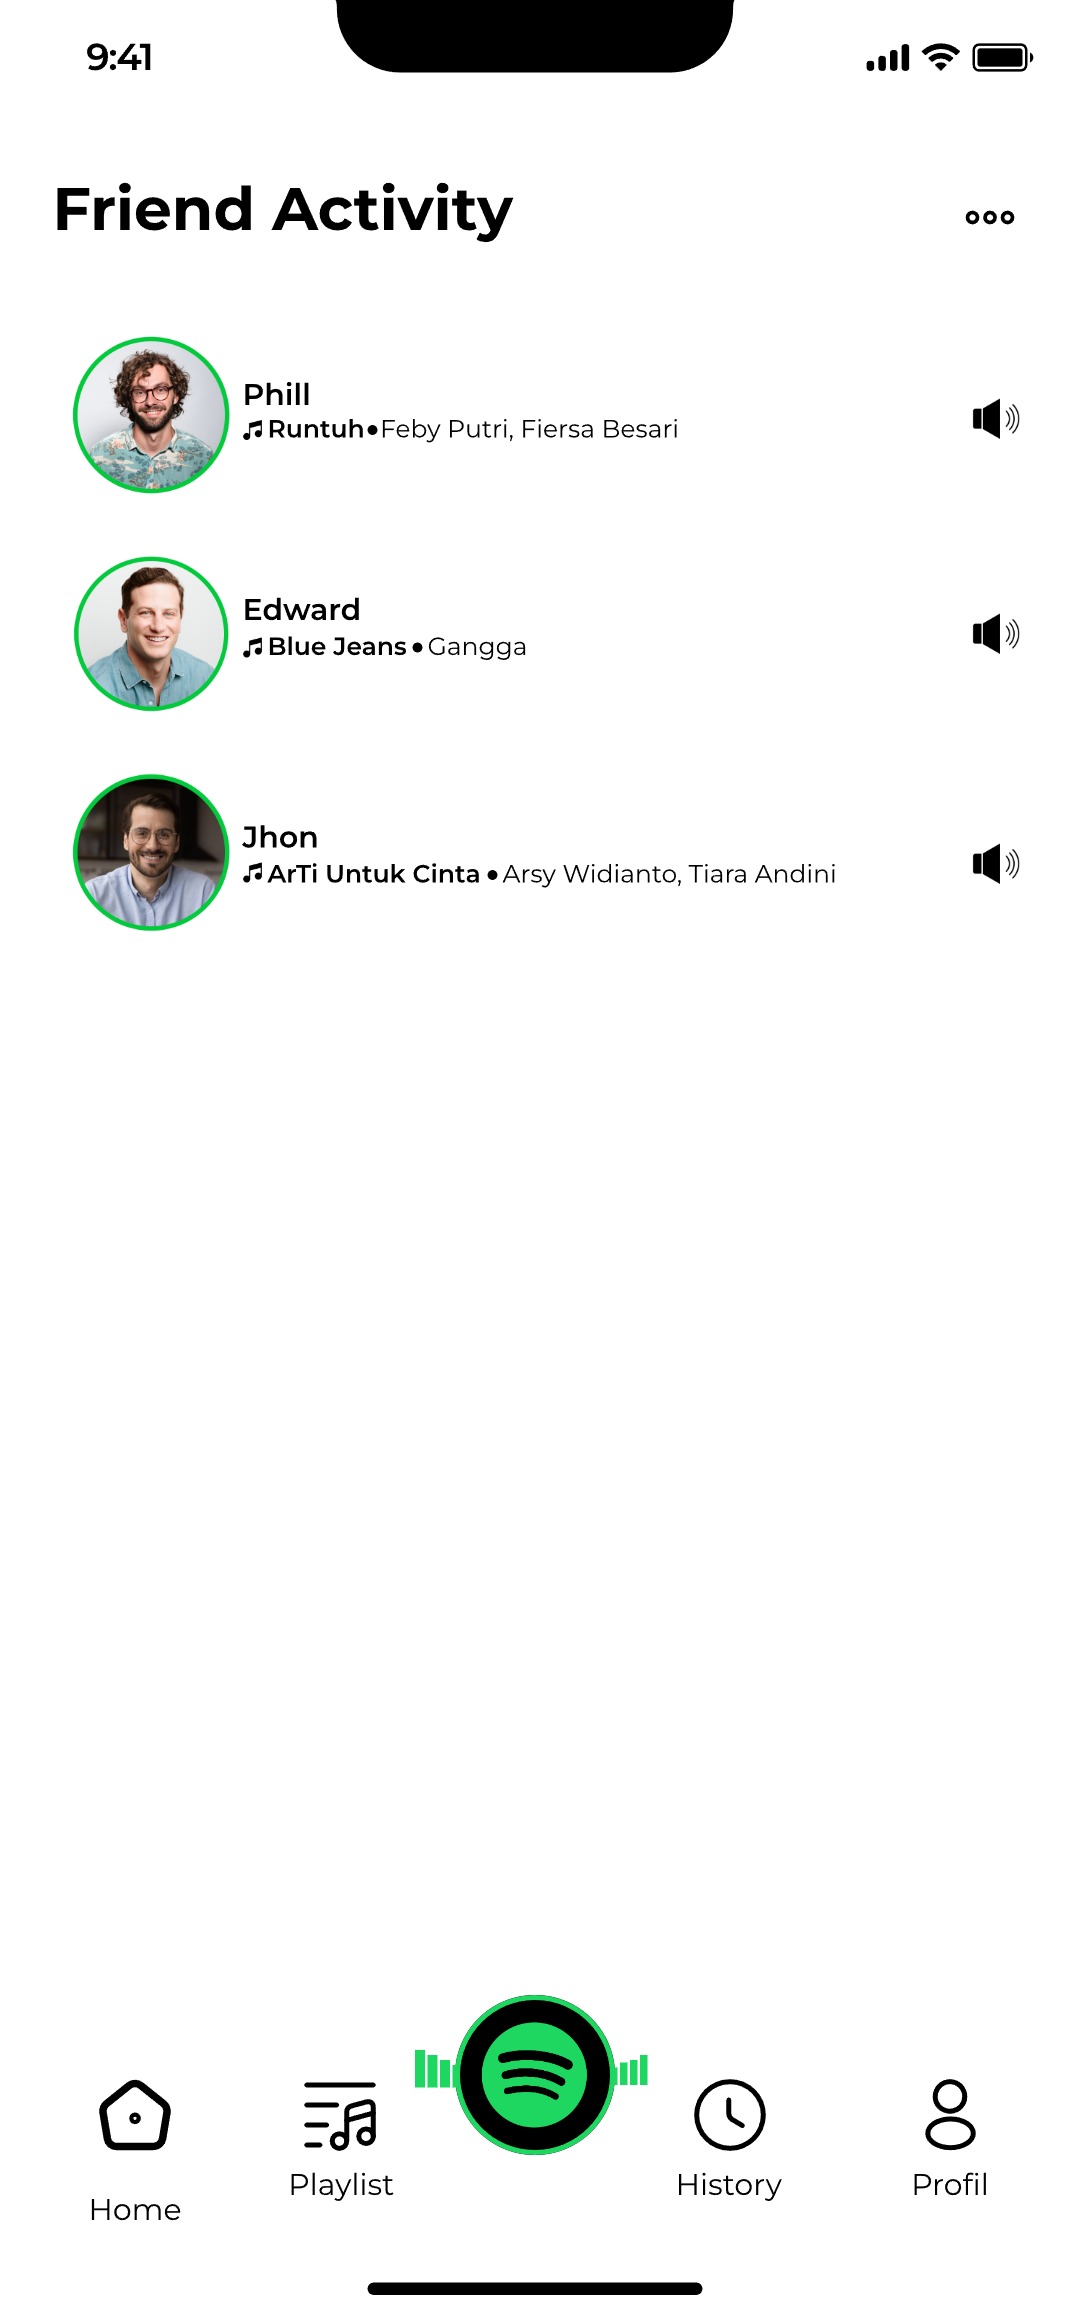 9:41
Friend Activity
Phill
Runtuh•Feby Putri, Fiersa Besari
Edward
Blue Jeans • Gangga
Jhon
ArTi Untuk Cinta • Arsy Widianto, Tiara Andini
Playlist
History
Profil
Home